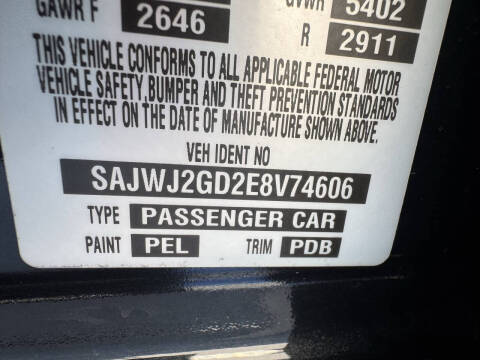 GAWR F GVWR 5402
2646 R 2911
THIS VEHICLE CONFORMS TO ALL APPLICABLE FEDERAL MOTOR
VEHICLE SAFETY, BUMPER AND THEFT PREVENTION STANDARDS
IN EFFECT ON THE DATE OF MANUFACTURE SHOWN ABOVE.
VEH IDENT NO
SAJWJ2GD2E8V74606
TYPE PASSENGER CAR
PAINT PEL TRIM PDB